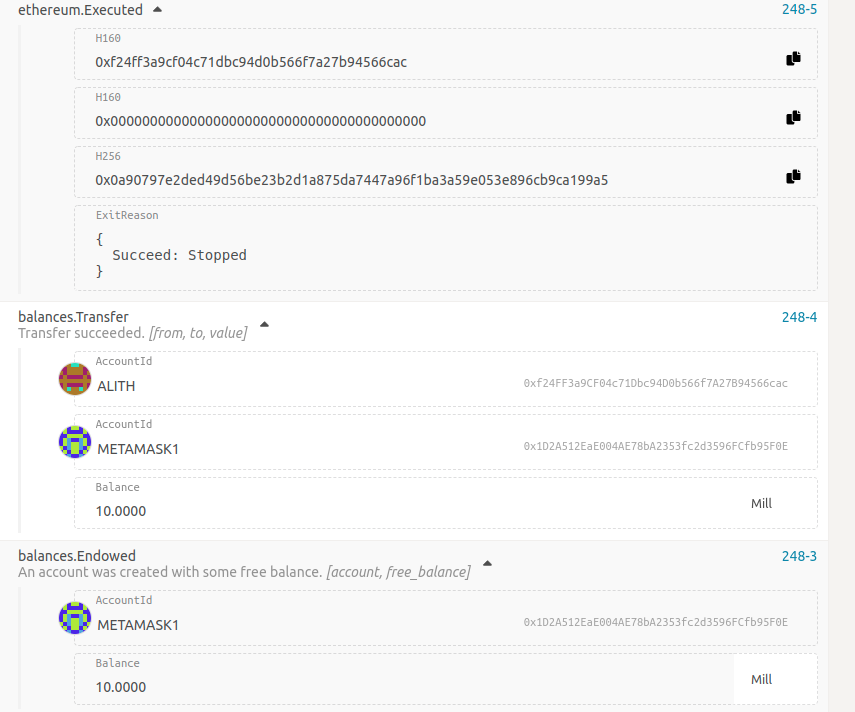 ethereum.Executed
248-5
H160
0xf24ff3a9cf04c71dbc94d0b566f7a27b94566cac
H160
0x0000000000000000000000000000000000000000
H256
0x0a90797e2ded49d56be23b2d1a875da7447a96f1ba3a59e053e896cb9ca199a5
ExitReason
{
Succeed: Stopped
}
balances.Transfer
248-4
Transfer succeeded. [from, to, value]
AccountId
ALITH
0xf24FF3a9CF04c71Dbc94D0b566f7A27B94566cac
AccountId
METAMASK1
0x1D2A512EaE004AE78bA2353fc2d3596FCfb95F0E
Balance
10.0000
Mill
balances.Endowed
248-3
An account was created with some free balance. [account, free_balance]
AccountId
METAMASK1
0x1D2A512EaE004AE78bA2353fc2d3596FCfb95F0E
Balance
10.0000
Mill